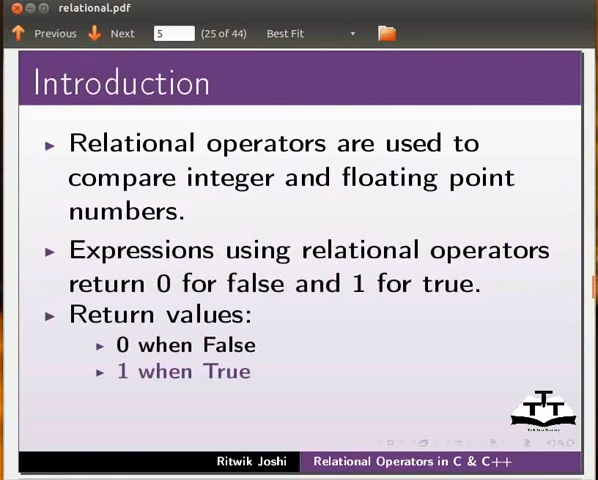 relational.pdf
Previous Next 5 (25 of 44) Best Fit
Introduction
Relational operators are used to
compare integer and floating point
numbers.
Expressions using relational operators
return 0 for false and 1 for true.
Return values:
0 when False
1 when True
Ritwik Joshi Relational Operators in C & C++